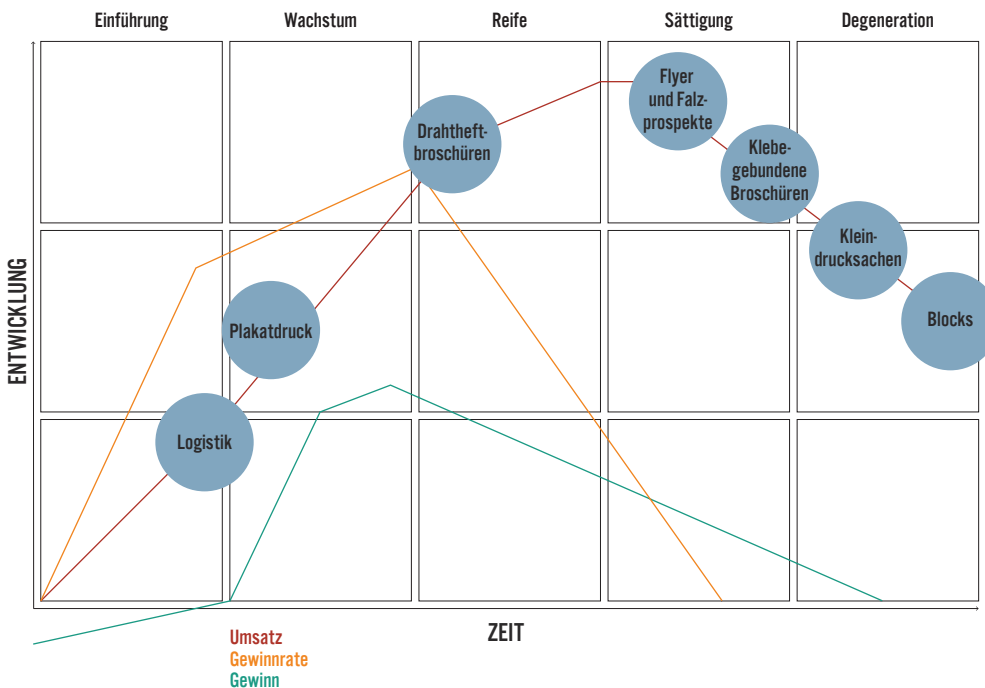 Einführung
Wachstum
Reife
Sättigung
Degeneration
Flyer
und Falz-
prospekte
Drahtheft-
broschüren
Klebe-
gebundene
Broschüren
Klein-
drucksachen
Plakatdruck
Blocks
Logistik
ENTWICKLUNG
ZEIT
Umsatz
Gewinnrate
Gewinn